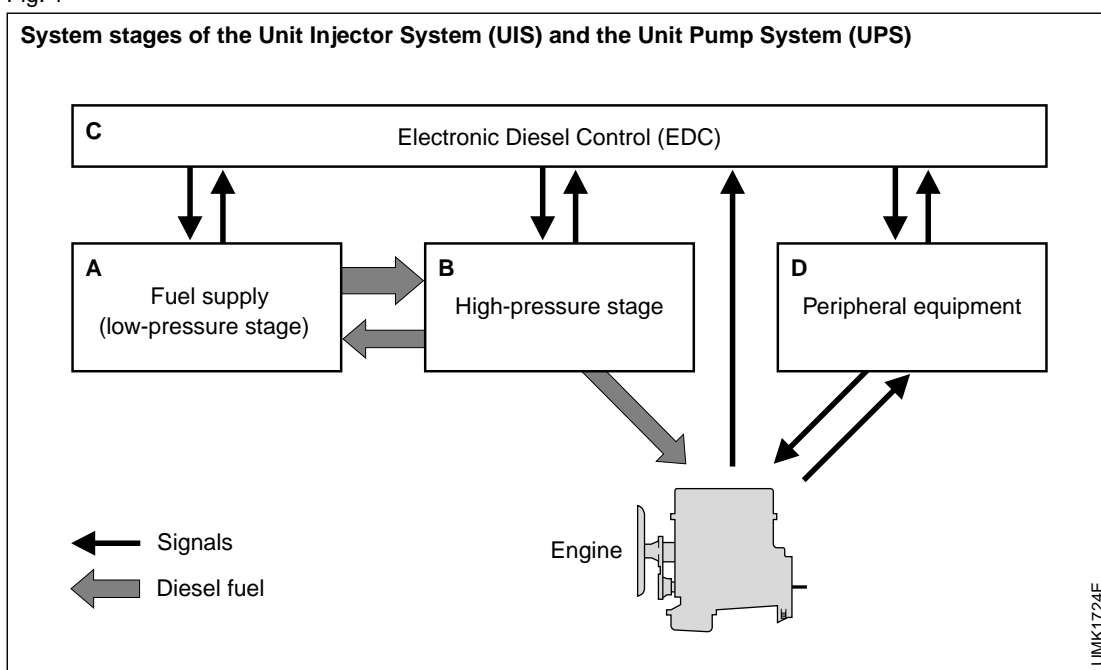 System stages of the Unit Injector System (UIS) and the Unit Pump System (UPS)
C
Electronic Diesel Control (EDC)
A
Fuel supply
(low-pressure stage)
B
High-pressure stage
D
Peripheral equipment
Engine
Signals
Diesel fuel
UMK1724E